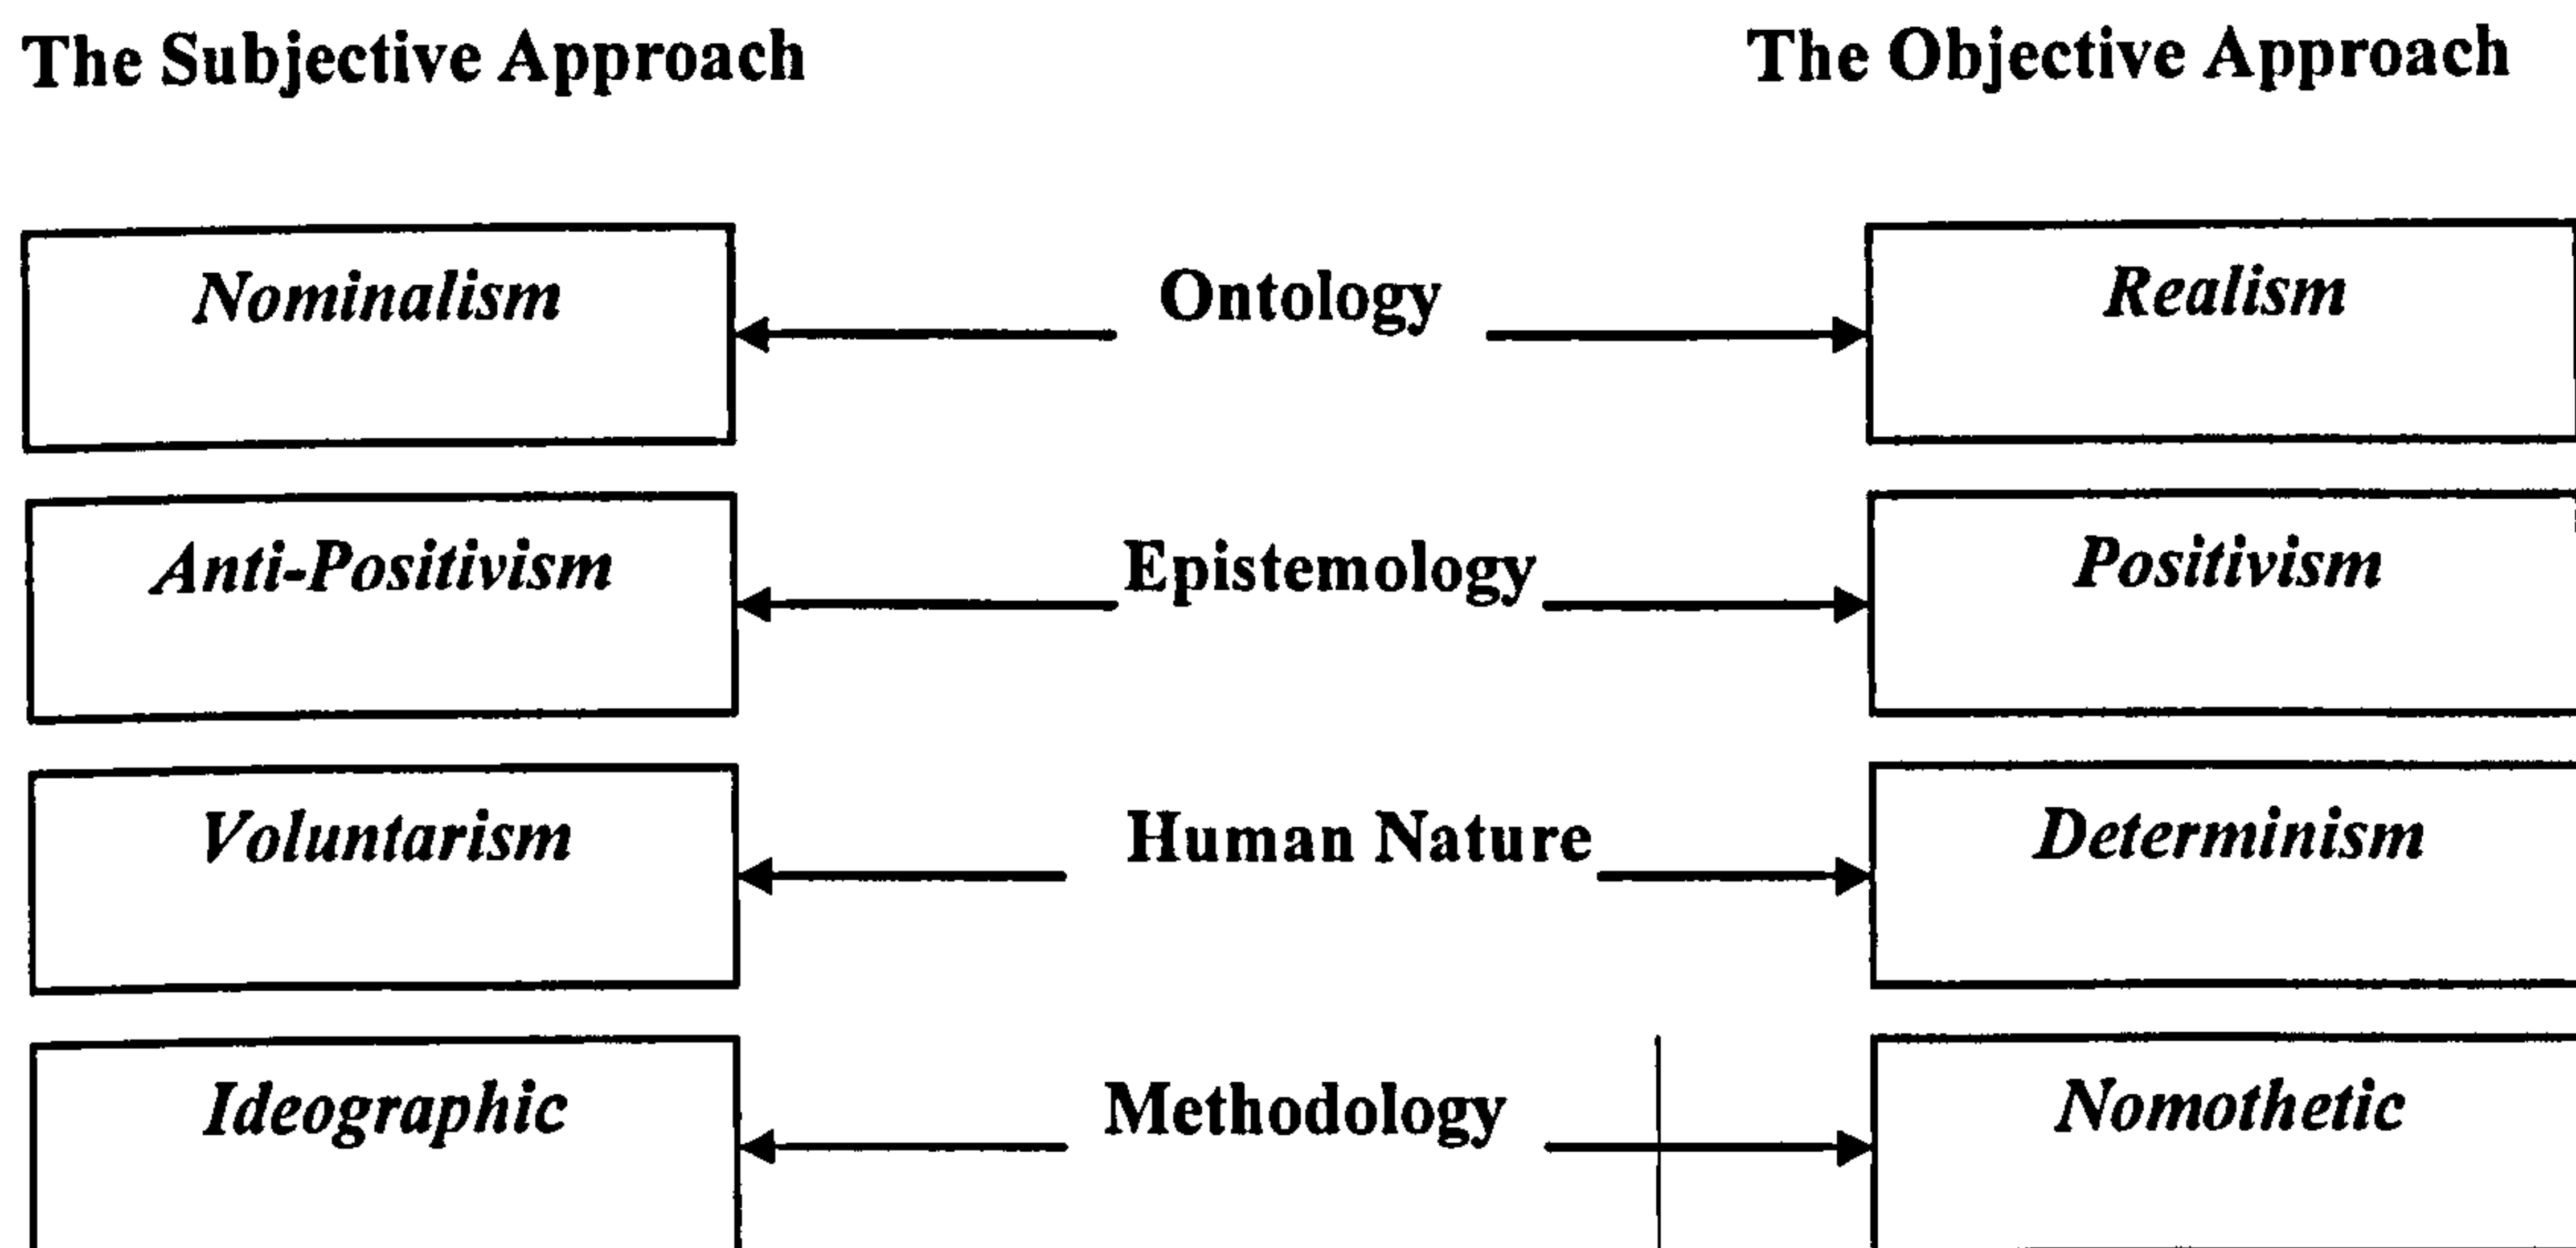 The Subjective Approach The Objective Approach
Nominalism Ontology Realism
Anti-Positivism Epistemology Positivism
Voluntarism Human Nature Determinism
Ideographic Methodology Nomothetic